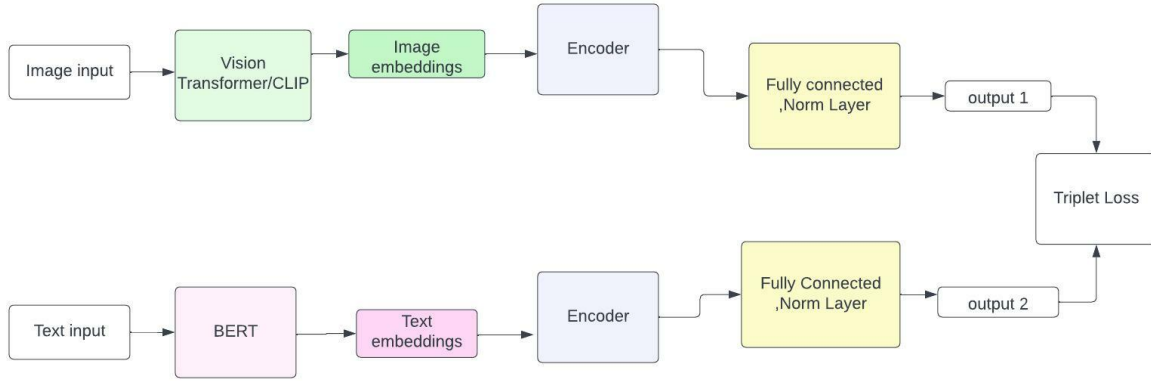 Image input
Vision
Transformer/CLIP
Image
embeddings
Encoder
Fully connected
,Norm Layer
output 1
Triplet Loss
Text input
BERT
Text
embeddings
Encoder
Fully Connected
,Norm Layer
output 2